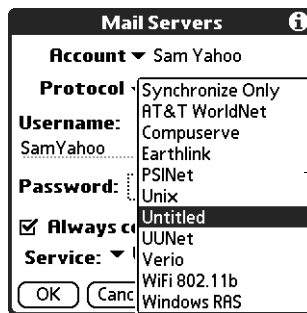 Mail Servers
Account Sam Yahoo
Protocol
Synchronize Only
AT&T WorldNet
Compuserve
Earthlink
PSINet
Unix
Untitled
UUNet
Verio
WiFi 802.11b
Windows RAS
Username:
SamYahoo
Password:
Always
Service:
OK